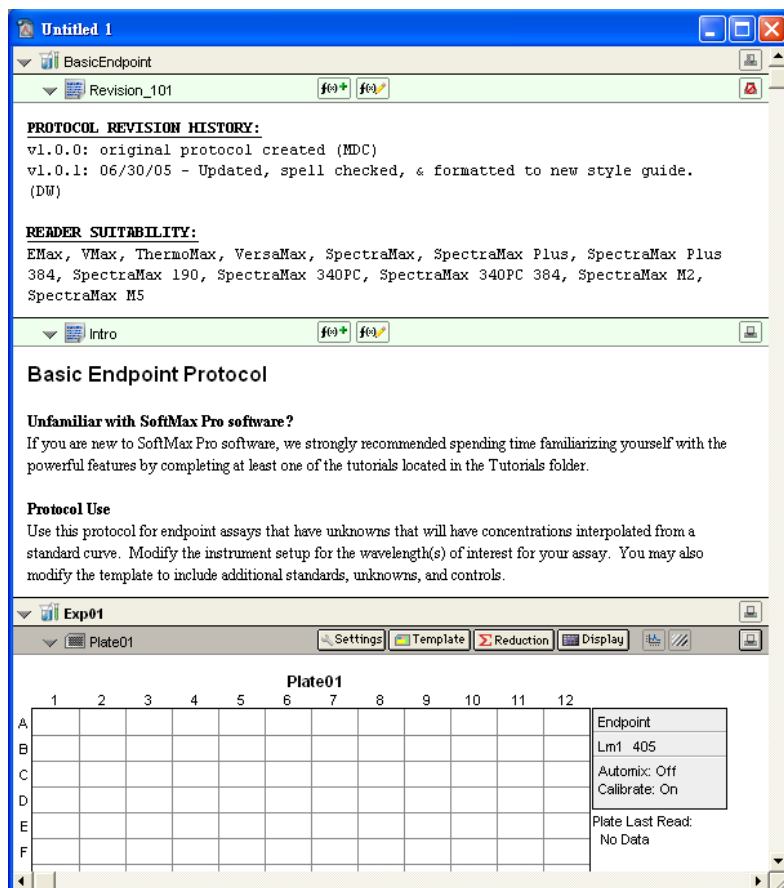 Untitled 1
BasicEndpoint
Revision_101 f(x)+ f(x)
PROTOCOL REVISION HISTORY:
v1.0.0: original protocol created (MDC)
v1.0.1: 06/30/05 - Updated, spell checked, & formatted to new style guide.
(DW)
READER SUITABILITY:
EMax, VMax, ThermoMax, VersaMax, SpectraMax, SpectraMax Plus, SpectraMax Plus
384, SpectraMax 190, SpectraMax 340PC, SpectraMax 340PC 384, SpectraMax M2,
SpectraMax M5
Intro f(x)+ f(x)
Basic Endpoint Protocol
Unfamiliar with SoftMax Pro software?
If you are new to SoftMax Pro software, we strongly recommended spending time familiarizing yourself with the
powerful features by completing at least one of the tutorials located in the Tutorials folder.
Protocol Use
Use this protocol for endpoint assays that have unknowns that will have concentrations interpolated from a
standard curve. Modify the instrument setup for the wavelength(s) of interest for your assay. You may also
modify the template to include additional standards, unknowns, and controls.
Exp01
Plate01 Settings Template Σ Reduction Display
Plate01
1 2 3 4 5 6 7 8 9 10 11 12
A
B
C
D
E
F
Endpoint
Lm1 405
Automix: Off
Calibrate: On
Plate Last Read:
No Data